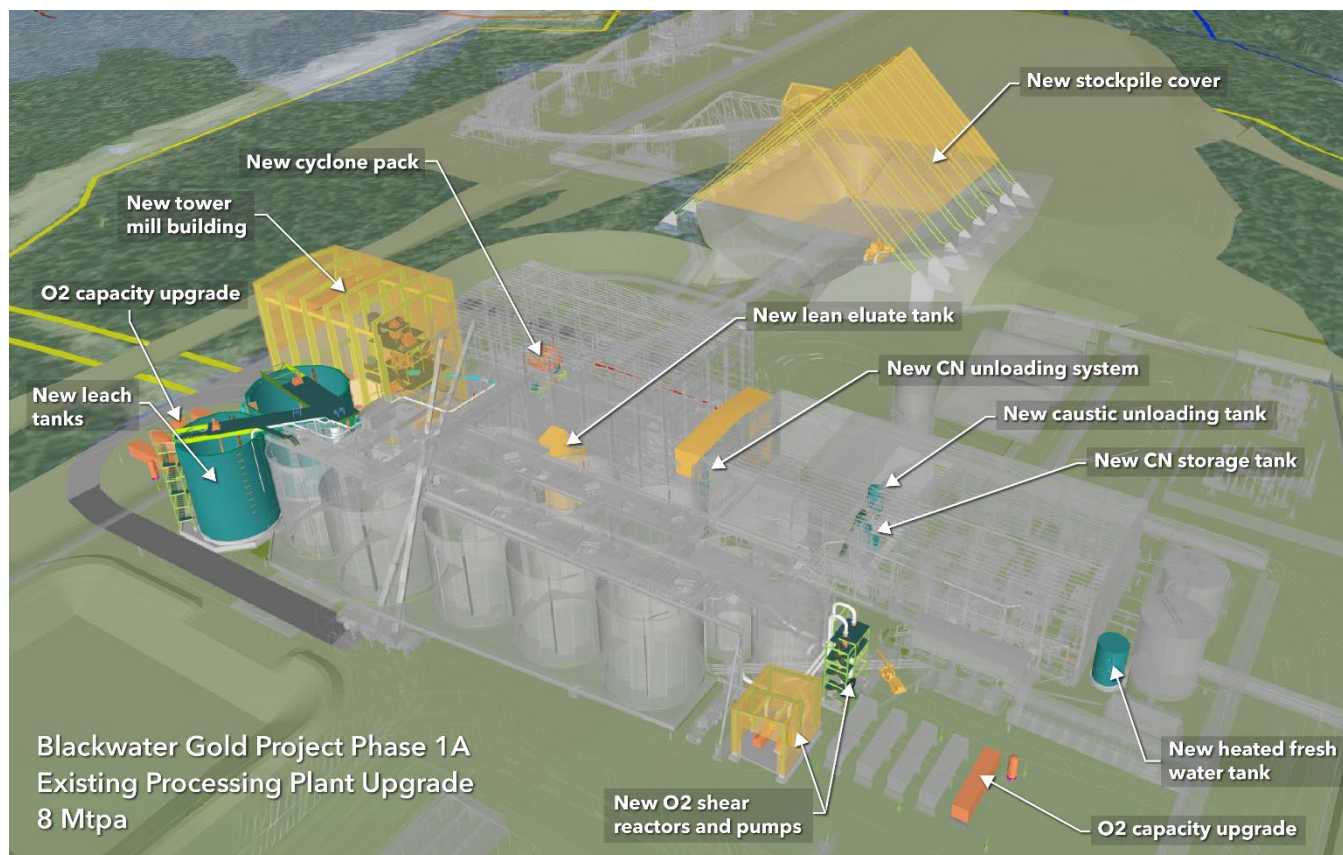 New stockpile cover
New cyclone pack
New tower
mill building
O2 capacity upgrade
New lean eluate tank
New CN unloading system
New leach
tanks
New caustic unloading tank
New CN storage tank
Blackwater Gold Project Phase 1A
Existing Processing Plant Upgrade
8 Mtpa
New O2 shear
reactors and pumps
New heated fresh
water tank
O2 capacity upgrade